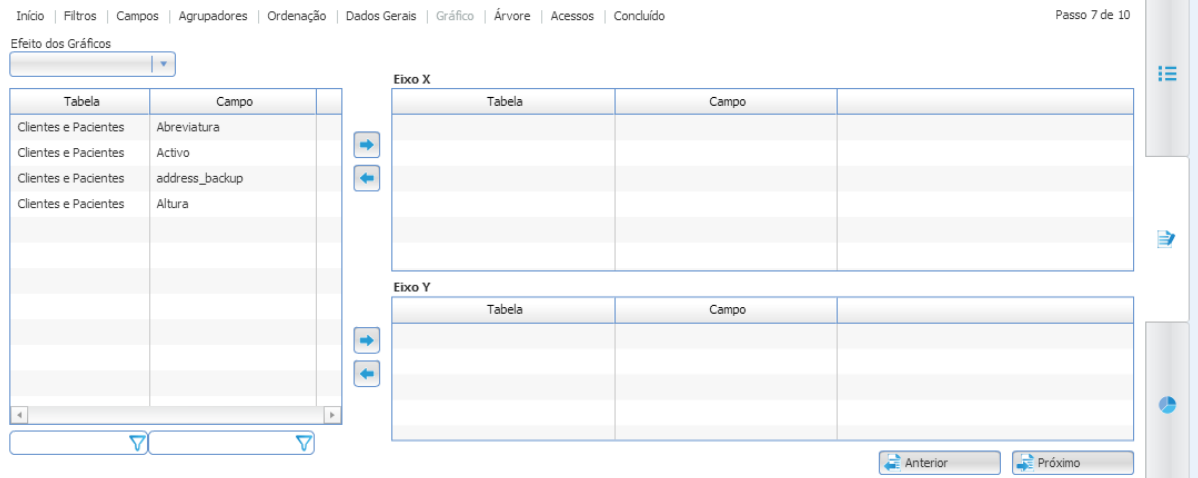 Início | Filtros | Campos | Agrupadores | Ordenação | Dados Gerais | Gráfico | Árvore | Acessos | Concluído Passo 7 de 10
Efeito dos Gráficos
Eixo X
Tabela Campo
Tabela Campo
Clientes e Pacientes Abreviatura
Clientes e Pacientes Activo
Clientes e Pacientes address_backup
Clientes e Pacientes Altura
Eixo Y
Tabela Campo
Anterior Próximo